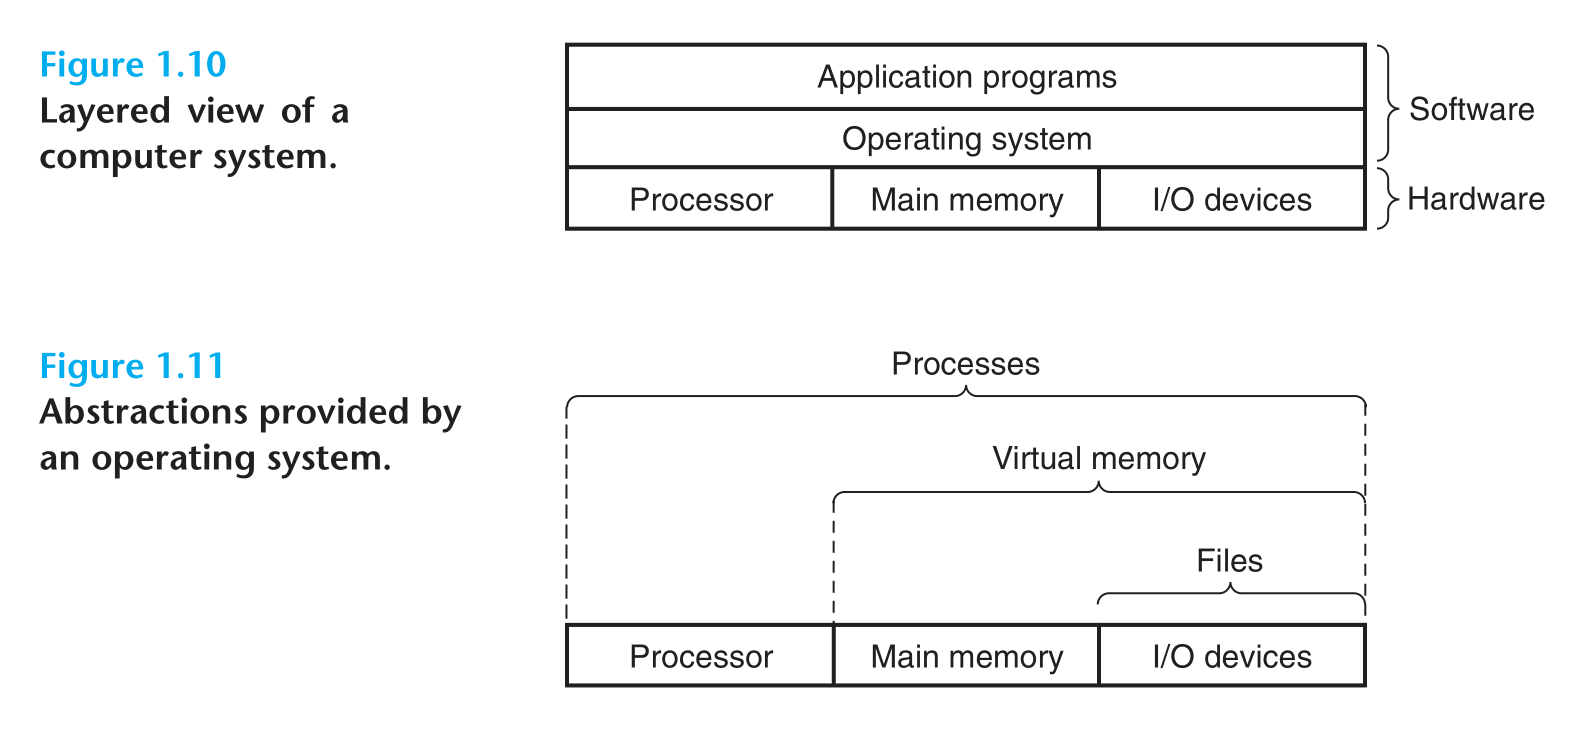 Figure 1.10
Layered view of a
computer system.
Application programs
Operating system
Processor
Main memory
I/O devices
Software
Hardware
Figure 1.11
Abstractions provided by
an operating system.
Processes
Virtual memory
Files
Processor
Main memory
I/O devices